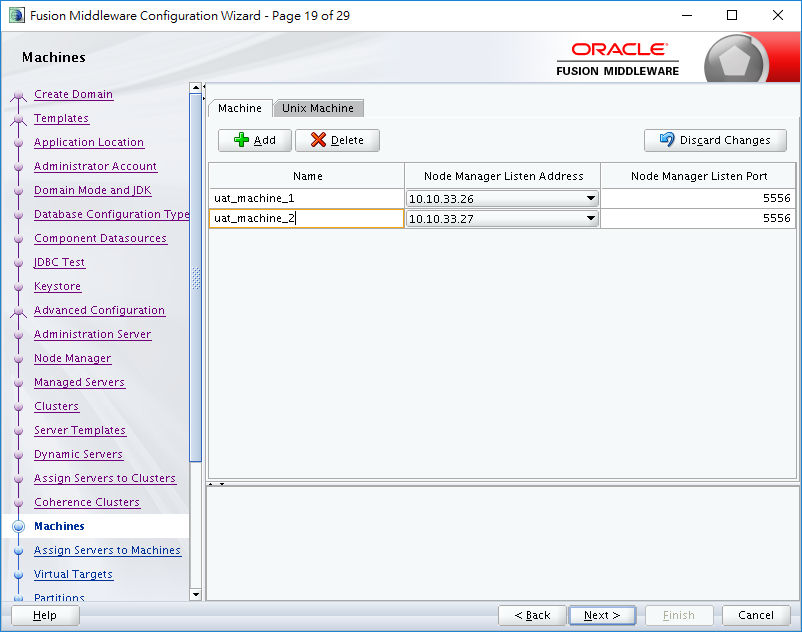 Fusion Middleware Configuration Wizard - Page 19 of 29
Machines
ORACLE
FUSION MIDDLEWARE
Create Domain
Templates
Application Location
Administrator Account
Domain Mode and JDK
Database Configuration Type
Component Datasources
JDBC Test
Keystore
Advanced Configuration
Administration Server
Node Manager
Managed Servers
Clusters
Server Templates
Dynamic Servers
Assign Servers to Clusters
Coherence Clusters
Machines
Assign Servers to Machines
Virtual Targets
Partitions
Machine Unix Machine
Add Delete Discard Changes
Name Node Manager Listen Address Node Manager Listen Port
uat_machine_1 10.10.33.26 5556
uat_machine_2 10.10.33.27 5556
Help < Back Next > Finish Cancel